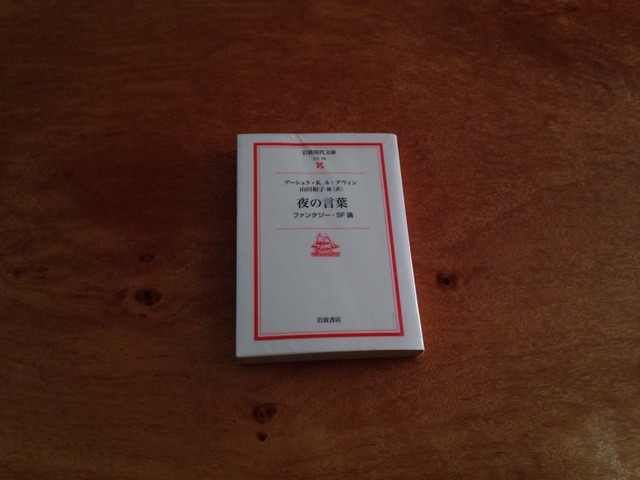 岩波現代文庫
アーシュラ・K. ル=グウィン
山田和子 他［訳］
夜の言葉
ファンタジー・SF論
岩波書店